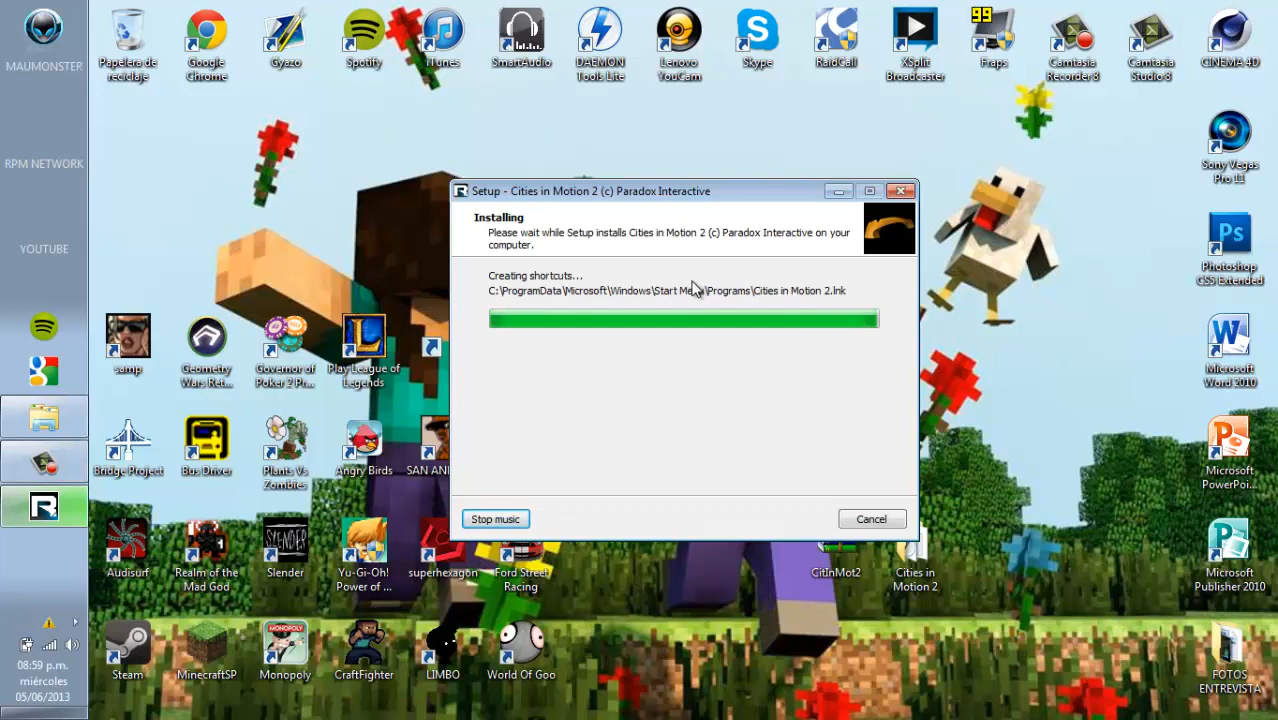 MAUMONSTER
RPM NETWORK
YOUTUBE
08:59 p.m.
miércoles
05/06/2013
Papelera de
reciclaje
Google
Chrome
Gyazo
Spotify
iTunes
SmartAudio
DAEMON
Tools Lite
Lenovo
YouCam
Skype
RaidCall
XSplit
Broadcaster
99
Fraps
Camtasia
Recorder 8
Camtasia
Studio 8
CINEMA 4D
Sony Vegas
Pro 11
Ps
Photoshop
CS5 Extended
Microsoft
Word 2010
Microsoft
PowerPoi...
Microsoft
Publisher 2010
FOTOS
ENTREVISTA
Setup - Cities in Motion 2 (c) Paradox Interactive
Installing
Please wait while Setup installs Cities in Motion 2 (c) Paradox Interactive on your
computer.
Creating shortcuts...
C:\ProgramData\Microsoft\Windows\Start Menu\Programs\Cities in Motion 2.lnk
Stop music
Cancel
samp
Geometry
Wars Ret...
Governor of
Poker 2 Pr...
Play League of
Legends
Bridge Project
Bus Driver
Plants Vs
Zombies
Angry Birds
SAN AN
Audisurf
Realm of the
Mad God
SLENDER
Slender
Yu-Gi-Oh!
Power of ...
superhexagon
Ford Street
Racing
CitInMot2
Cities in
Motion 2
Steam
MinecraftSP
MONOPOLY
Monopoly
CraftFighter
LIMBO
World Of Goo